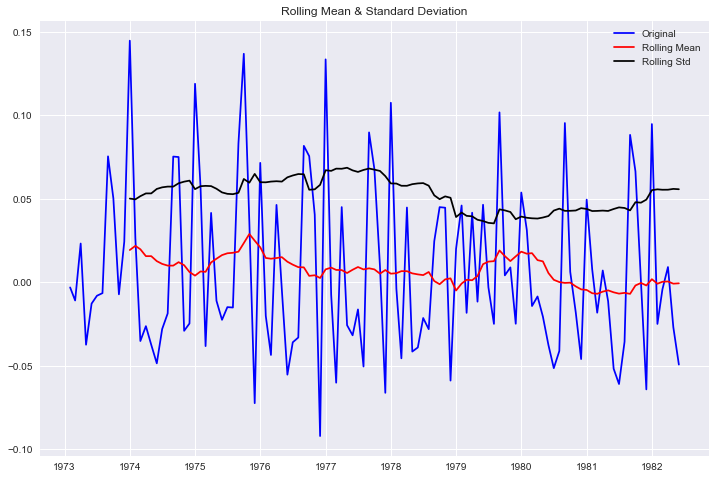 Rolling Mean & Standard Deviation
Original
Rolling Mean
Rolling Std
0.15
0.10
0.05
0.00
−0.05
−0.10
1973 1974 1975 1976 1977 1978 1979 1980 1981 1982